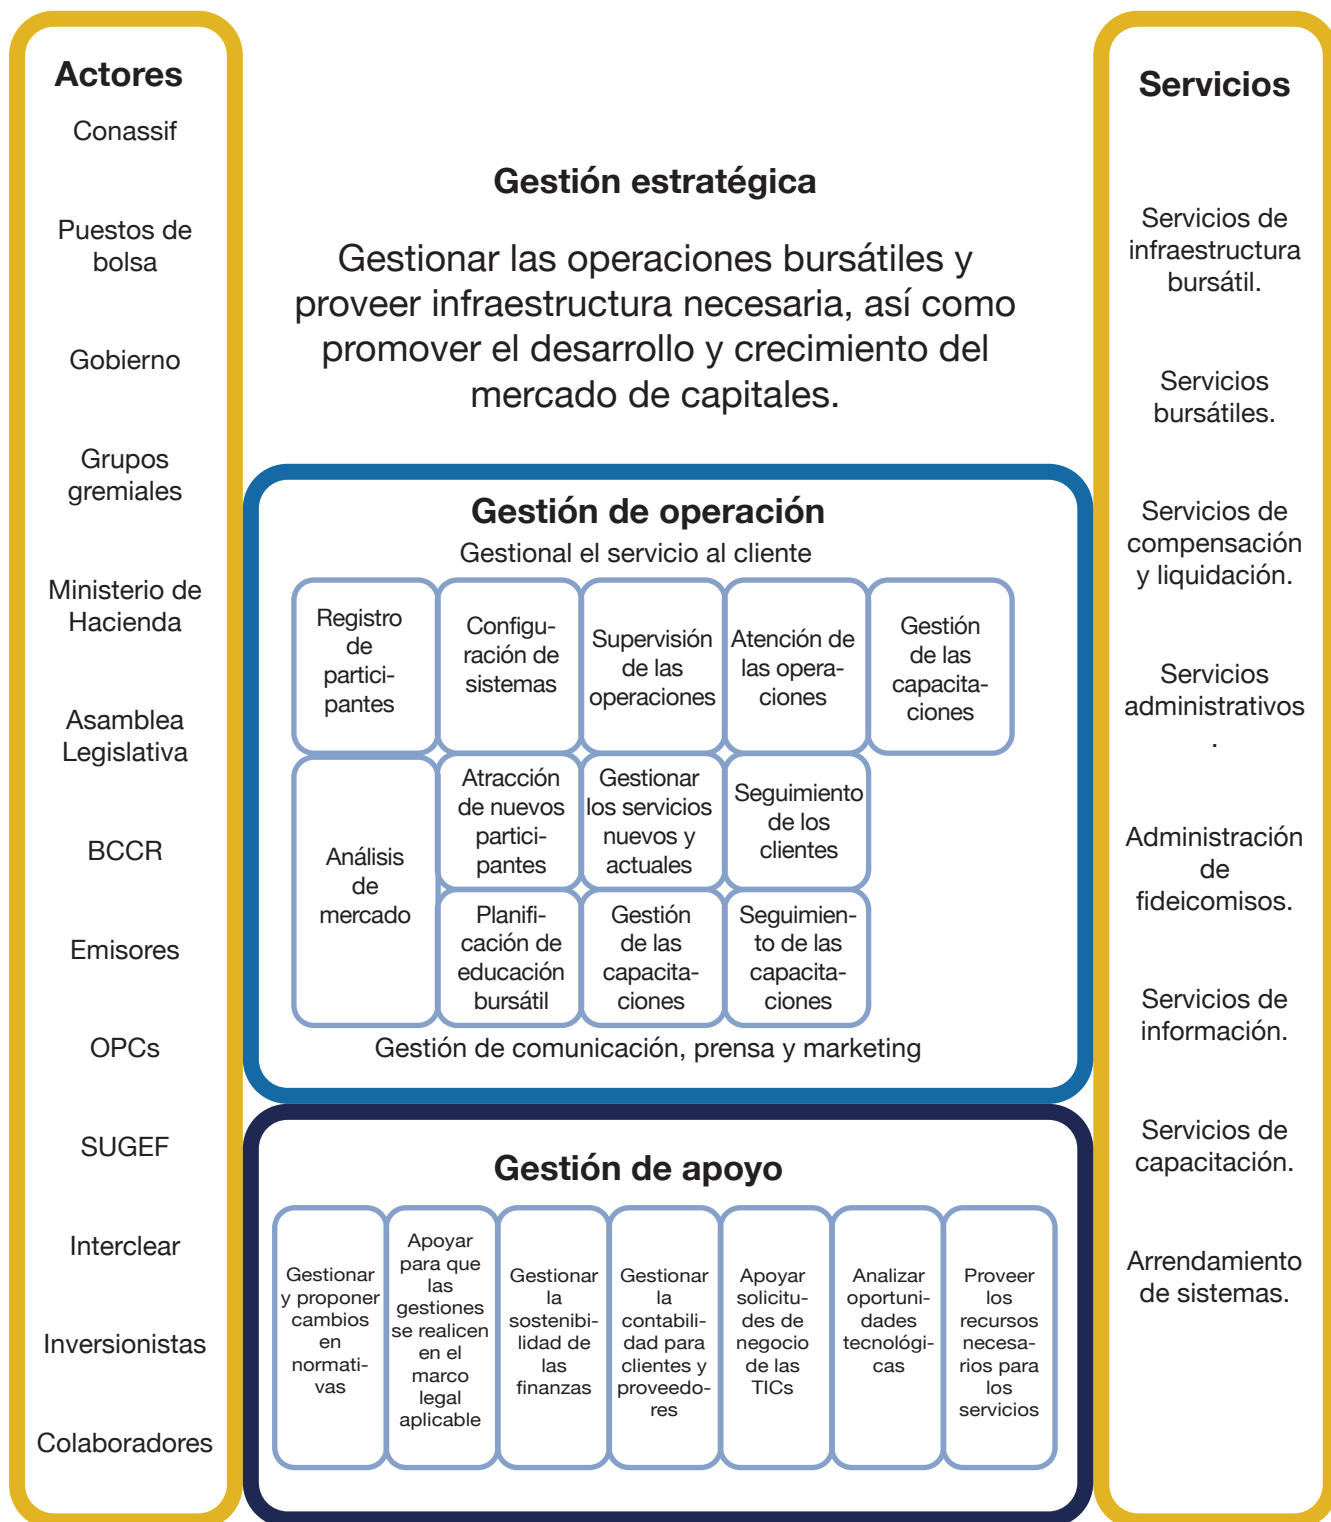 Actores
Conassif
Puestos de
bolsa
Gobierno
Grupos
gremiales
Ministerio de
Hacienda
Asamblea
Legislativa
BCCR
Emisores
OPCs
SUGEF
Interclear
Inversionistas
Colaboradores
Gestión estratégica
Gestionar las operaciones bursátiles y
proveer infraestructura necesaria, así como
promover el desarrollo y crecimiento del
mercado de capitales.
Gestión de operación
Gestional el servicio al cliente
Registro
de
partici-
pantes
Configu-
ración de
sistemas
Supervisión
de las
operaciones
Atención de
las opera-
ciones
Gestión
de las
capacita-
ciones
Análisis
de
mercado
Atracción
de nuevos
partici-
pantes
Gestionar
los servicios
nuevos y
actuales
Seguimiento
de los
clientes
Planifi-
cación de
educación
bursátil
Gestión
de las
capacita-
ciones
Seguimien-
to de las
capacita-
ciones
Gestión de comunicación, prensa y marketing
Gestión de apoyo
Gestionar
y proponer
cambios
en
normati-
vas
Apoyar
para que
las
gestiones
se realicen
en el
marco
legal
aplicable
Gestionar
la
sostenibi-
lidad de
las
finanzas
Gestionar
la
contabili-
dad para
clientes y
proveedo-
res
Apoyar
solicitu-
des de
negocio
de las
TICs
Analizar
oportuni-
dades
tecnológi-
cas
Proveer
los
recursos
necesa-
rios para
los
servicios
Servicios
Servicios de
infraestructura
bursátil.
Servicios
bursátiles.
Servicios de
compensación
y liquidación.
Servicios
administrativos
.
Administración
de
fideicomisos.
Servicios de
información.
Servicios de
capacitación.
Arrendamiento
de sistemas.